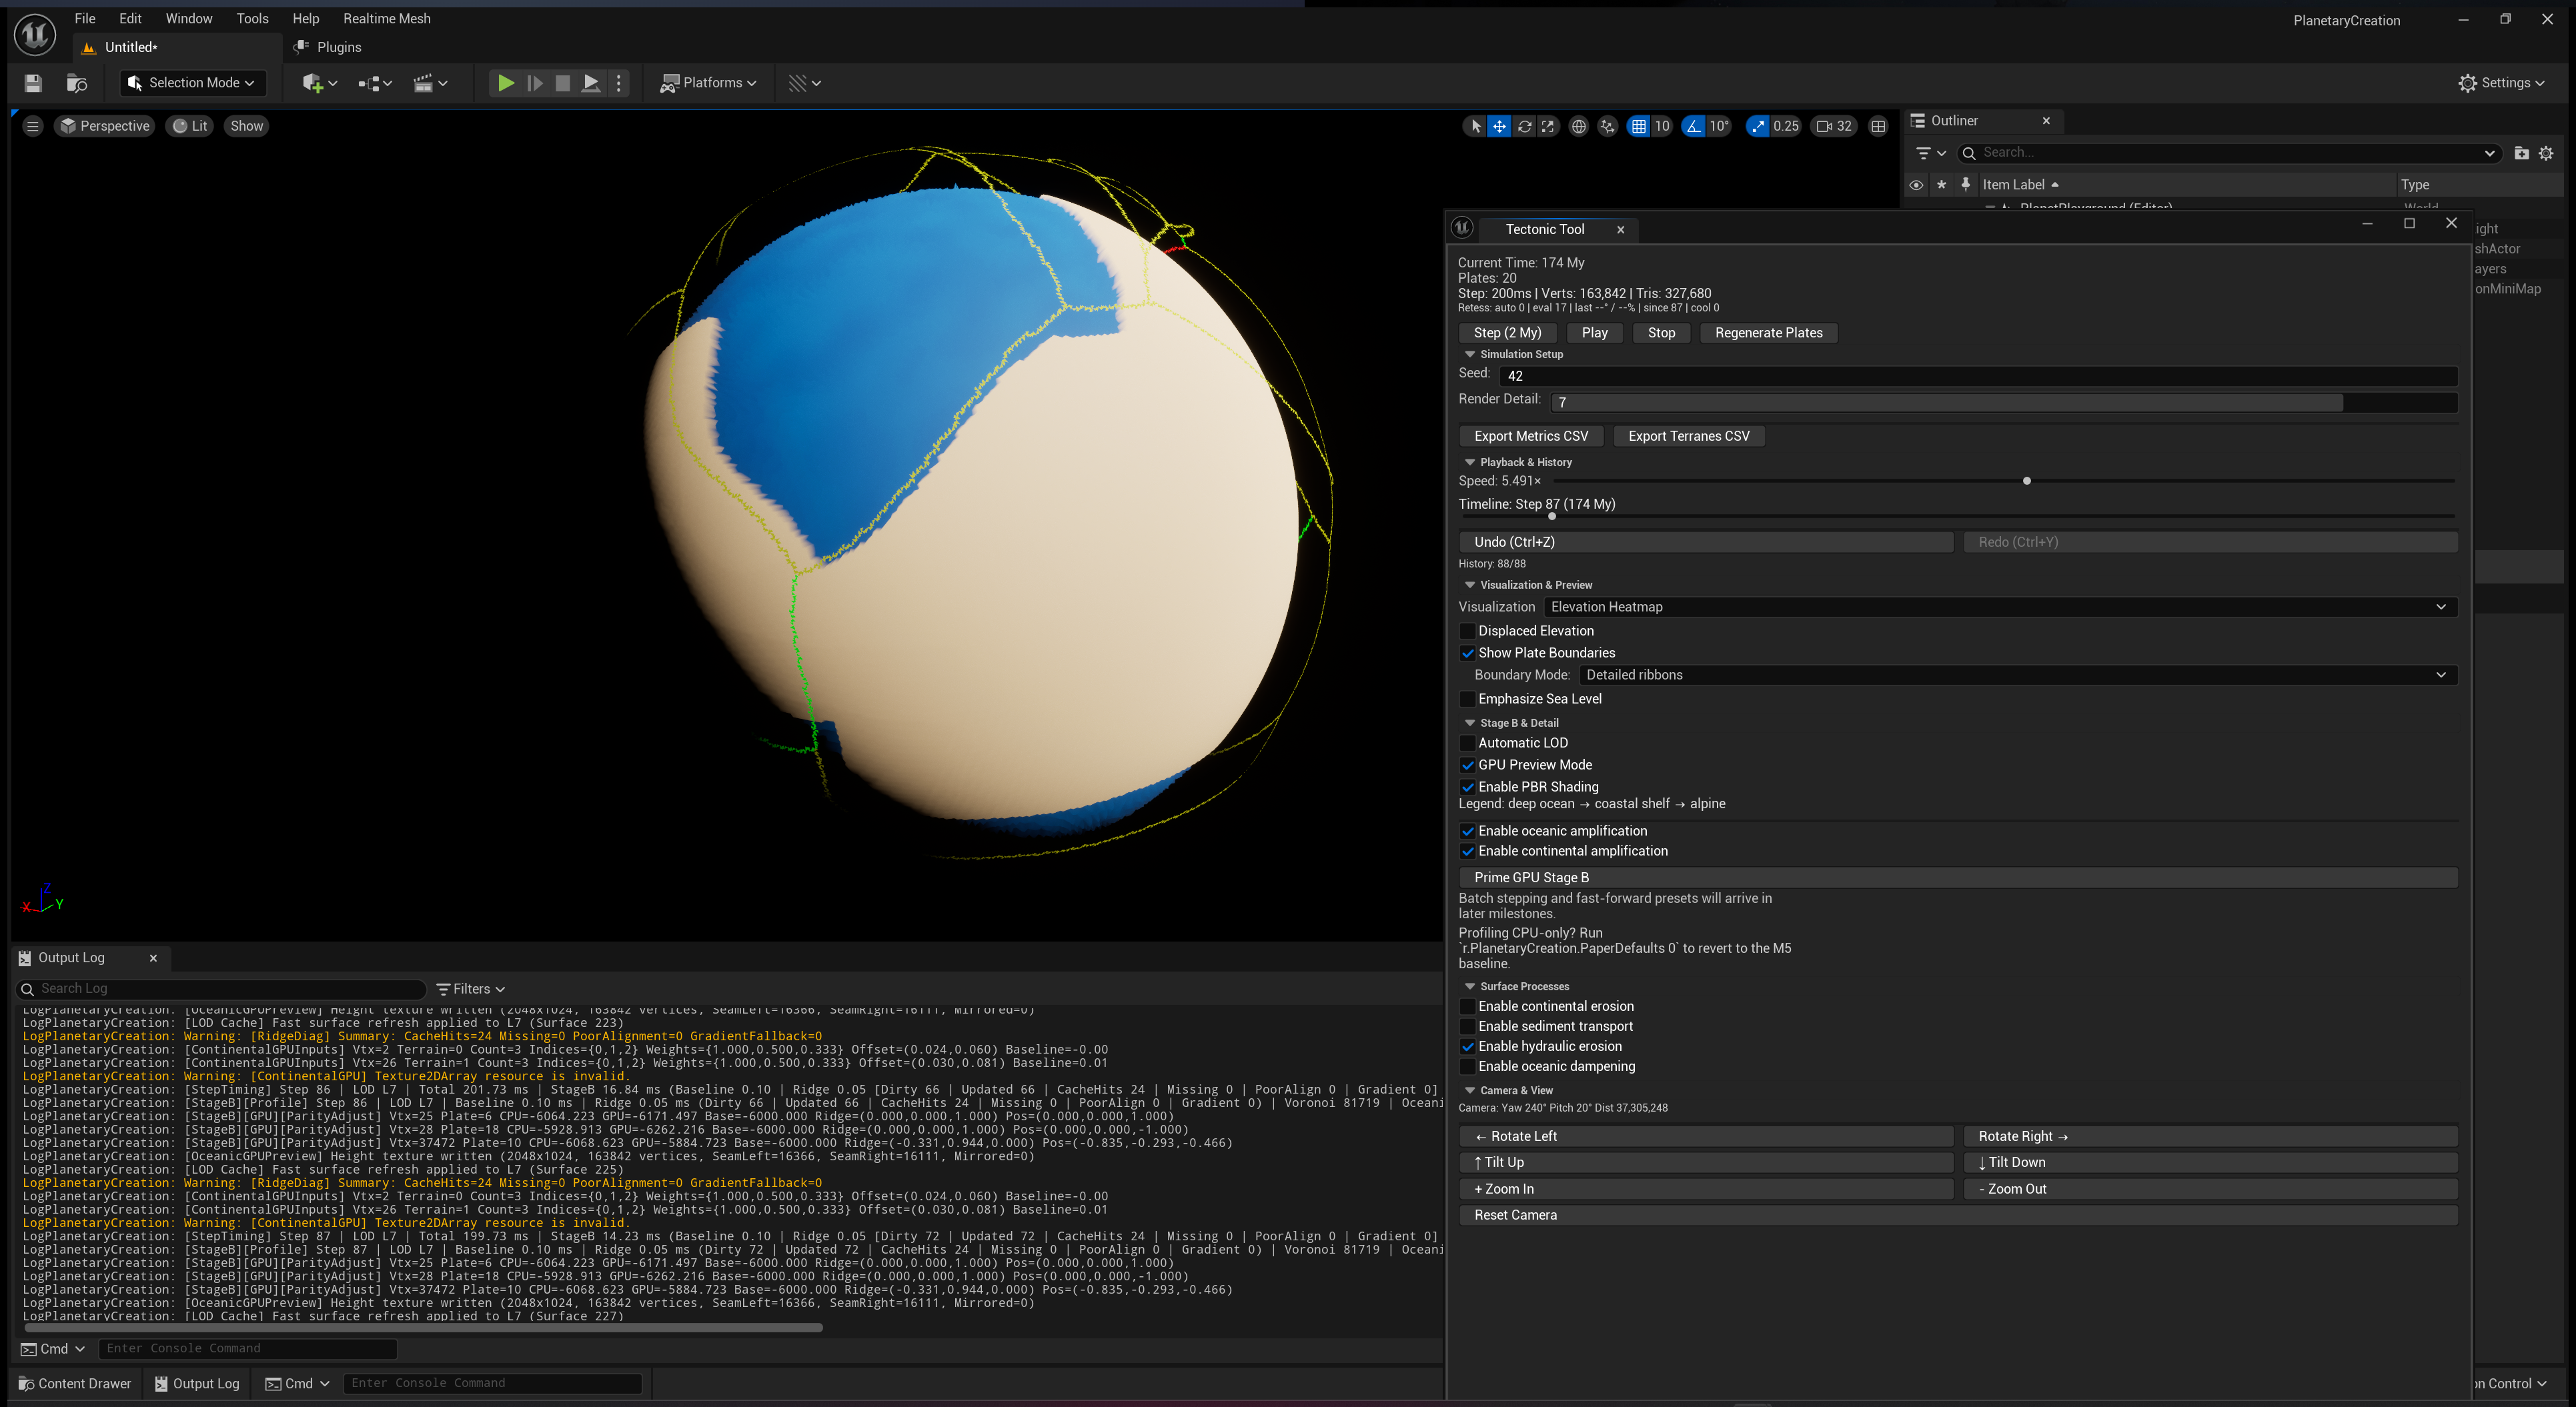 File Edit Window Tools Help Realtime Mesh
PlanetaryCreation
Untitled*
Plugins
Selection Mode
Platforms
Settings
Perspective
Lit
Show
10
10°
0.25
32
Outliner
Search...
Item Label
Type
PlanetPlayground (Editor)
World
ight
shActor
ayers
onMiniMap
Tectonic Tool
Current Time: 174 My
Plates: 20
Step: 200ms | Verts: 163,842 | Tris: 327,680
Retess: auto 0 | eval 17 | last --° / --% | since 87 | cool 0
Step (2 My)
Play
Stop
Regenerate Plates
Simulation Setup
Seed: 42
Render Detail: 7
Export Metrics CSV
Export Terranes CSV
Playback & History
Speed: 5.491×
Timeline: Step 87 (174 My)
Undo (Ctrl+Z)
Redo (Ctrl+Y)
History: 88/88
Visualization & Preview
Visualization Elevation Heatmap
Displaced Elevation
Show Plate Boundaries
Boundary Mode: Detailed ribbons
Emphasize Sea Level
Stage B & Detail
Automatic LOD
GPU Preview Mode
Enable PBR Shading
Legend: deep ocean → coastal shelf → alpine
Enable oceanic amplification
Enable continental amplification
Prime GPU Stage B
Batch stepping and fast-forward presets will arrive in
later milestones.
Profiling CPU-only? Run
`r.PlanetaryCreation.PaperDefaults 0` to revert to the M5
baseline.
Surface Processes
Enable continental erosion
Enable sediment transport
Enable hydraulic erosion
Enable oceanic dampening
Camera & View
Camera: Yaw 240° Pitch 20° Dist 37,305,248
← Rotate Left
Rotate Right →
↑ Tilt Up
↓ Tilt Down
+ Zoom In
- Zoom Out
Reset Camera
Z
X
Y
Output Log
Search Log
Filters
LogPlanetaryCreation: [OceanicGPUPreview] Height texture written (2048x1024, 163842 vertices, SeamLeft=16366, SeamRight=16111, Mirrored=0)
LogPlanetaryCreation: [LOD Cache] Fast surface refresh applied to L7 (Surface 223)
LogPlanetaryCreation: Warning: [RidgeDiag] Summary: CacheHits=24 Missing=0 PoorAlignment=0 GradientFallback=0
LogPlanetaryCreation: [ContinentalGPUInputs] Vtx=2 Terrain=0 Count=3 Indices={0,1,2} Weights={1.000,0.500,0.333} Offset=(0.024,0.060) Baseline=-0.00
LogPlanetaryCreation: [ContinentalGPUInputs] Vtx=26 Terrain=1 Count=3 Indices={0,1,2} Weights={1.000,0.500,0.333} Offset=(0.030,0.081) Baseline=0.01
LogPlanetaryCreation: Warning: [ContinentalGPU] Texture2DArray resource is invalid.
LogPlanetaryCreation: [StepTiming] Step 86 | LOD L7 | Total 201.73 ms | StageB 16.84 ms (Baseline 0.10 | Ridge 0.05 [Dirty 66 | Updated 66 | CacheHits 24 | Missing 0 | PoorAlign 0 | Gradient 0]
LogPlanetaryCreation: [StageB][Profile] Step 86 | LOD L7 | Baseline 0.10 ms | Ridge 0.05 ms (Dirty 66 | Updated 66 | CacheHits 24 | Missing 0 | PoorAlign 0 | Gradient 0) | Voronoi 81719 | Oceani
LogPlanetaryCreation: [StageB][GPU][ParityAdjust] Vtx=25 Plate=6 CPU=-6064.223 GPU=-6171.497 Base=-6000.000 Ridge=(0.000,0.000,1.000) Pos=(0.000,0.000,1.000)
LogPlanetaryCreation: [StageB][GPU][ParityAdjust] Vtx=28 Plate=18 CPU=-5928.913 GPU=-6262.216 Base=-6000.000 Ridge=(0.000,0.000,1.000) Pos=(0.000,0.000,-1.000)
LogPlanetaryCreation: [StageB][GPU][ParityAdjust] Vtx=37472 Plate=10 CPU=-6068.623 GPU=-5884.723 Base=-6000.000 Ridge=(-0.331,0.944,0.000) Pos=(-0.835,-0.293,-0.466)
LogPlanetaryCreation: [OceanicGPUPreview] Height texture written (2048x1024, 163842 vertices, SeamLeft=16366, SeamRight=16111, Mirrored=0)
LogPlanetaryCreation: [LOD Cache] Fast surface refresh applied to L7 (Surface 225)
LogPlanetaryCreation: Warning: [RidgeDiag] Summary: CacheHits=24 Missing=0 PoorAlignment=0 GradientFallback=0
LogPlanetaryCreation: [ContinentalGPUInputs] Vtx=2 Terrain=0 Count=3 Indices={0,1,2} Weights={1.000,0.500,0.333} Offset=(0.024,0.060) Baseline=-0.00
LogPlanetaryCreation: [ContinentalGPUInputs] Vtx=26 Terrain=1 Count=3 Indices={0,1,2} Weights={1.000,0.500,0.333} Offset=(0.030,0.081) Baseline=0.01
LogPlanetaryCreation: Warning: [ContinentalGPU] Texture2DArray resource is invalid.
LogPlanetaryCreation: [StepTiming] Step 87 | LOD L7 | Total 199.73 ms | StageB 14.23 ms (Baseline 0.10 | Ridge 0.05 [Dirty 72 | Updated 72 | CacheHits 24 | Missing 0 | PoorAlign 0 | Gradient 0]
LogPlanetaryCreation: [StageB][Profile] Step 87 | LOD L7 | Baseline 0.10 ms | Ridge 0.05 ms (Dirty 72 | Updated 72 | CacheHits 24 | Missing 0 | PoorAlign 0 | Gradient 0) | Voronoi 81719 | Oceani
LogPlanetaryCreation: [StageB][GPU][ParityAdjust] Vtx=25 Plate=6 CPU=-6064.223 GPU=-6171.497 Base=-6000.000 Ridge=(0.000,0.000,1.000) Pos=(0.000,0.000,1.000)
LogPlanetaryCreation: [StageB][GPU][ParityAdjust] Vtx=28 Plate=18 CPU=-5928.913 GPU=-6262.216 Base=-6000.000 Ridge=(0.000,0.000,1.000) Pos=(0.000,0.000,-1.000)
LogPlanetaryCreation: [StageB][GPU][ParityAdjust] Vtx=37472 Plate=10 CPU=-6068.623 GPU=-5884.723 Base=-6000.000 Ridge=(-0.331,0.944,0.000) Pos=(-0.835,-0.293,-0.466)
LogPlanetaryCreation: [OceanicGPUPreview] Height texture written (2048x1024, 163842 vertices, SeamLeft=16366, SeamRight=16111, Mirrored=0)
LogPlanetaryCreation: [LOD Cache] Fast surface refresh applied to L7 (Surface 227)
Cmd
Enter Console Command
Content Drawer
Output Log
Cmd
Enter Console Command
on Control